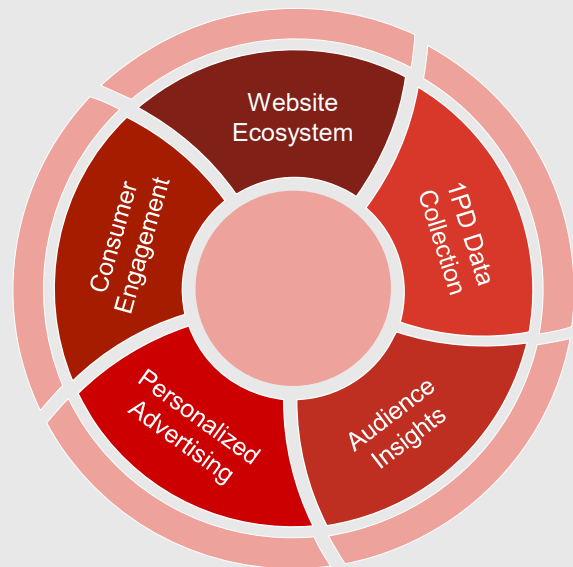 Website
Ecosystem
1PD Data
Collection
Audience
Insights
Personalized
Advertising
Consumer
Engagement